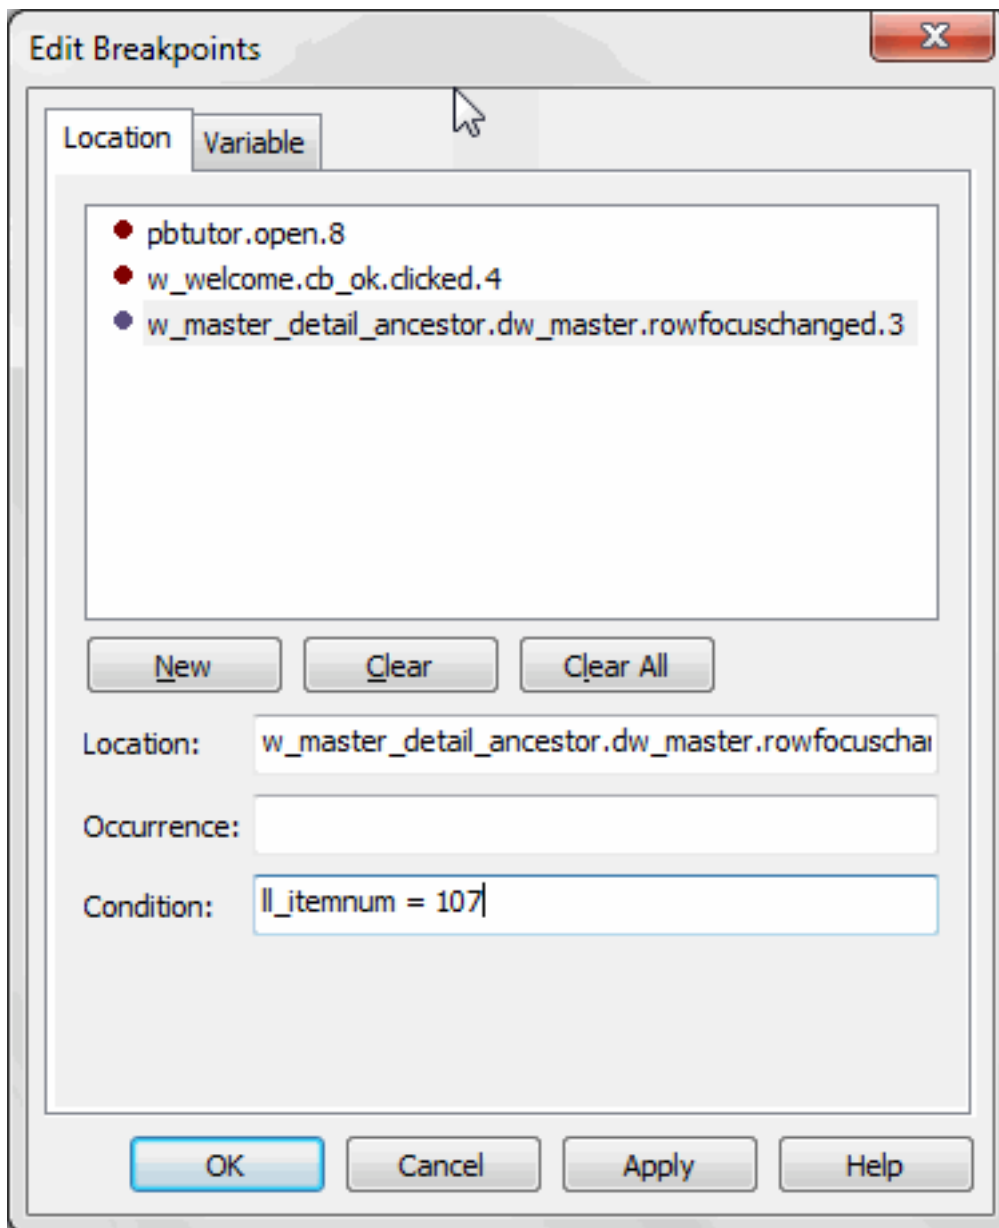 Edit Breakpoints
Location Variable
pbtutor.open.8
w_welcome.cb_ok.clicked.4
w_master_detail_ancestor.dw_master.rowfocuschanged.3
New Clear Clear All
Location: w_master_detail_ancestor.dw_master.rowfocuschan
Occurrence:
Condition: ll_itemnum = 107
OK Cancel Apply Help